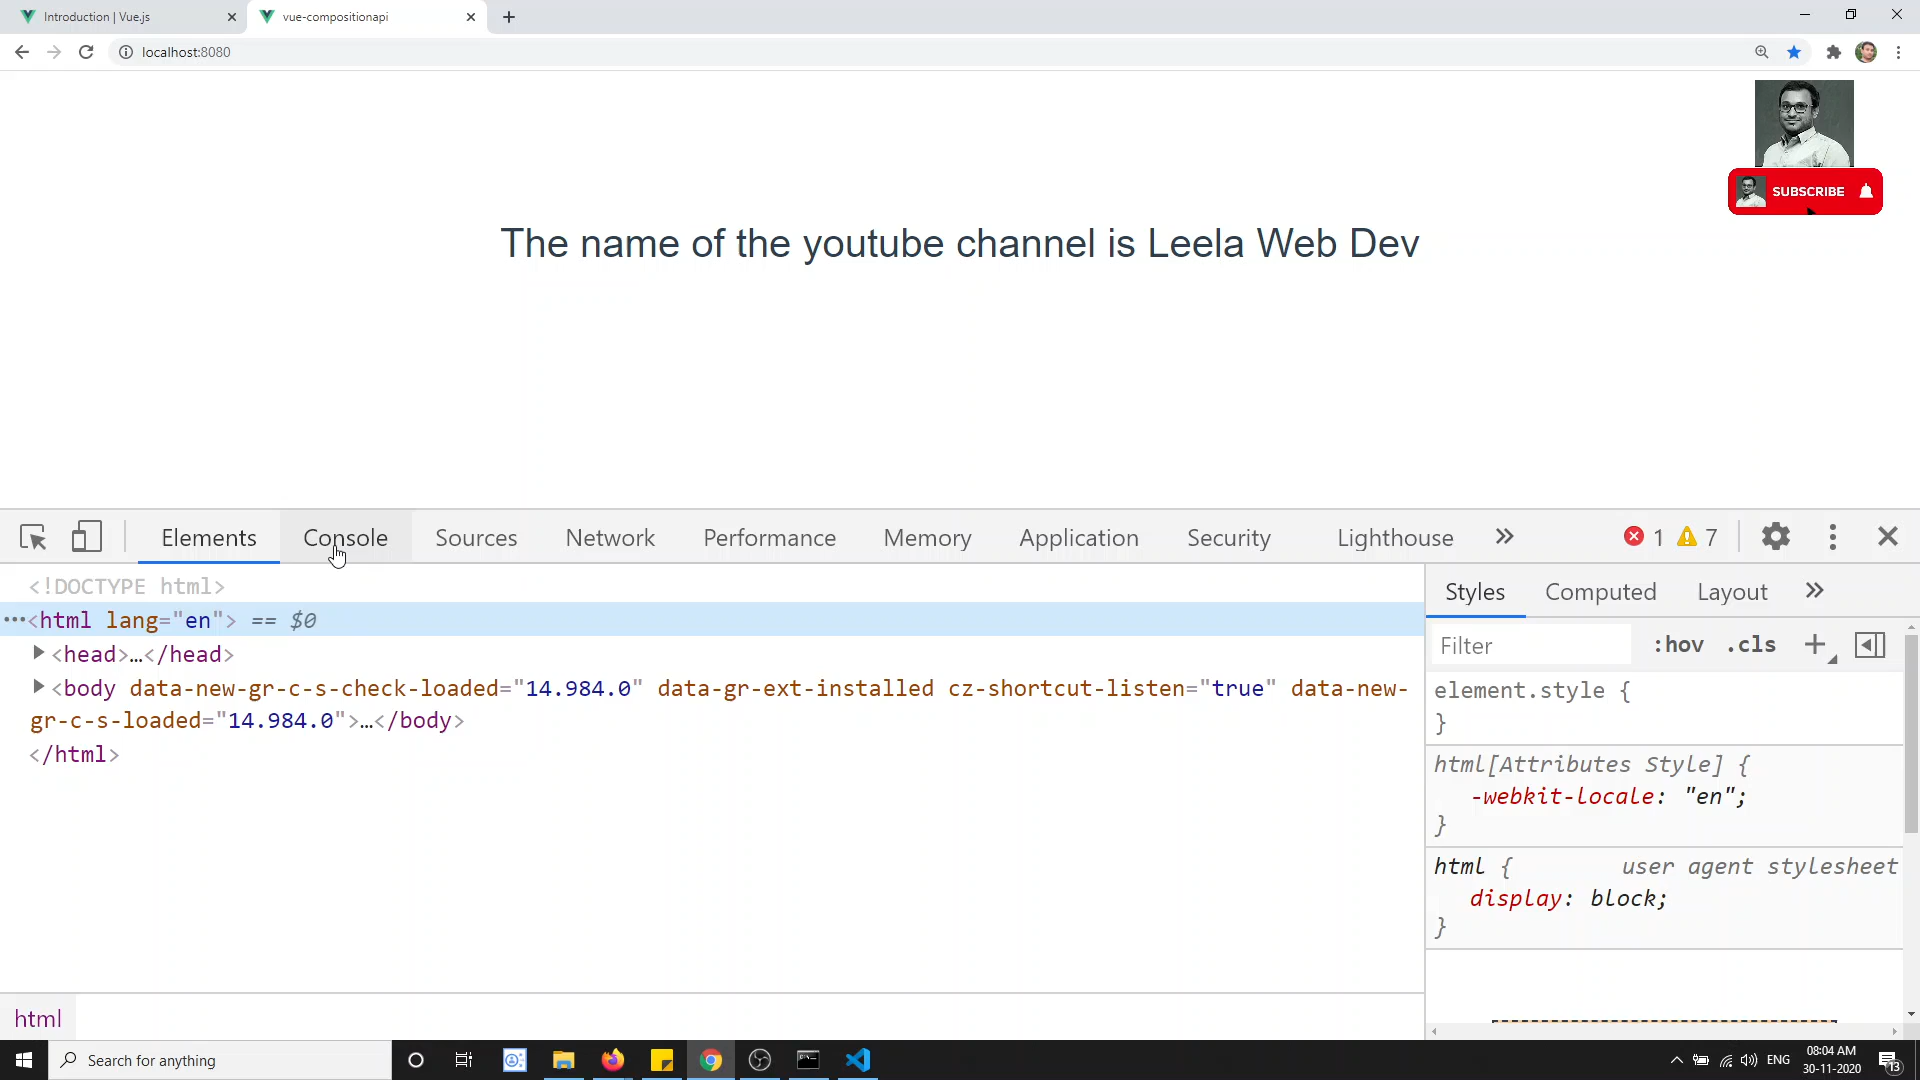 Introduction | Vue.js
vue-compositionapi
localhost:8080
SUBSCRIBE
The name of the youtube channel is Leela Web Dev
Elements Console Sources Network Performance Memory Application Security Lighthouse 1 7
<!DOCTYPE html>
<html lang="en"> == $0
<head>…</head>
<body data-new-gr-c-s-check-loaded="14.984.0" data-gr-ext-installed cz-shortcut-listen="true" data-new-
gr-c-s-loaded="14.984.0">…</body>
</html>
html
Styles Computed Layout
Filter :hov .cls
element.style {
}
html[Attributes Style] {
-webkit-locale: "en";
}
html { user agent stylesheet
display: block;
}
Search for anything
ENG
08:04 AM
30-11-2020
13